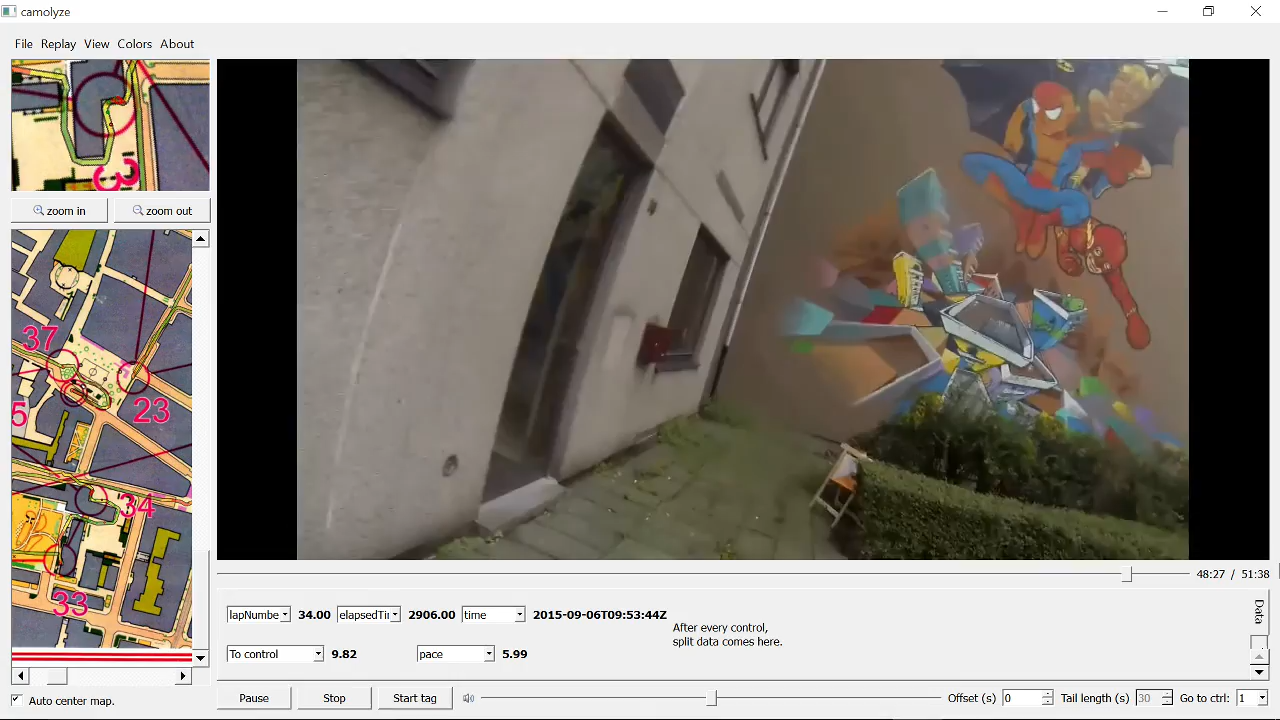 camolyze
File Replay View Colors About
3
zoom in zoom out
37
23
5
34
33
48:27 / 51:38
lapNumbe 34.00 elapsedTir 2906.00 time 2015-09-06T09:53:44Z
After every control,
split data comes here.
To control 9.82 pace 5.99
Data
Auto center map.
Pause Stop Start tag Offset (s) 0 Tail length (s) 30 Go to ctrl: 1